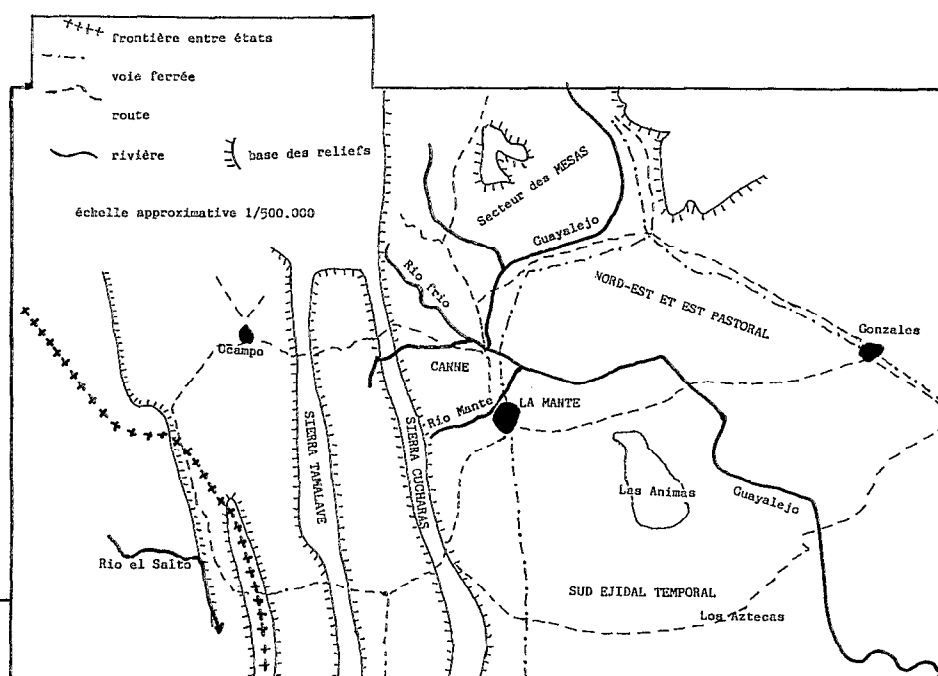 frontière entre états
voie ferrée
route
rivière
base des reliefs
échelle approximative 1/500.000
Secteur des MESAS
Guayalejo
Rio frio
NORD-EST ET EST PASTORAL
Gonzales
Ocampo
CANNE
Rio Mante
LA MANTE
SIERRA TAMALAVE
SIERRA CUCHARAS
Las Animas
Guayalejo
Rio el Salto
SUD EJIDAL TEMPORAL
Los Aztecas